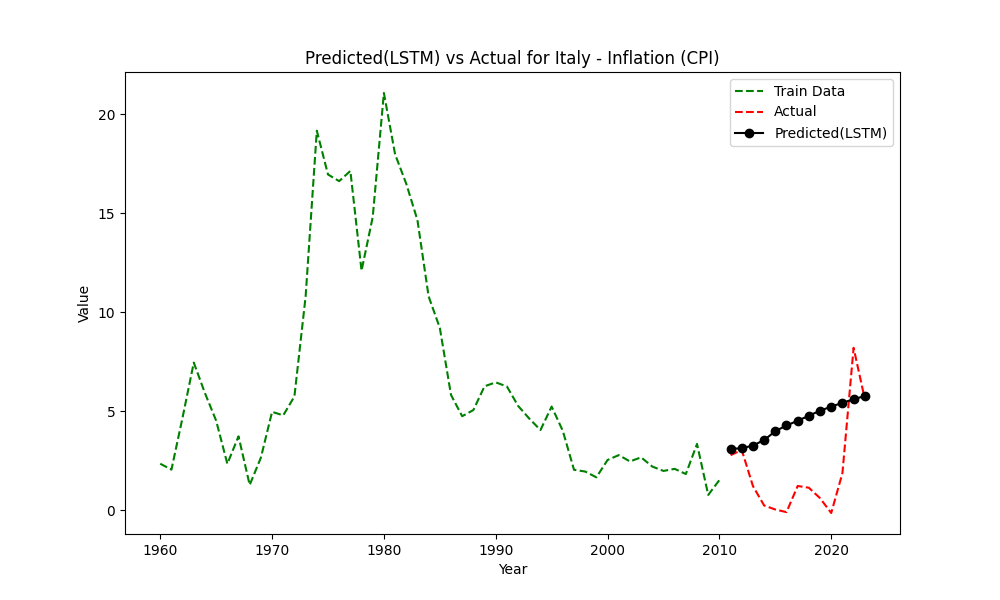 Predicted(LSTM) vs Actual for Italy - Inflation (CPI)
Train Data
Actual
Predicted(LSTM)
Value
20
15
10
5
0
1960 1970 1980 1990 2000 2010 2020
Year